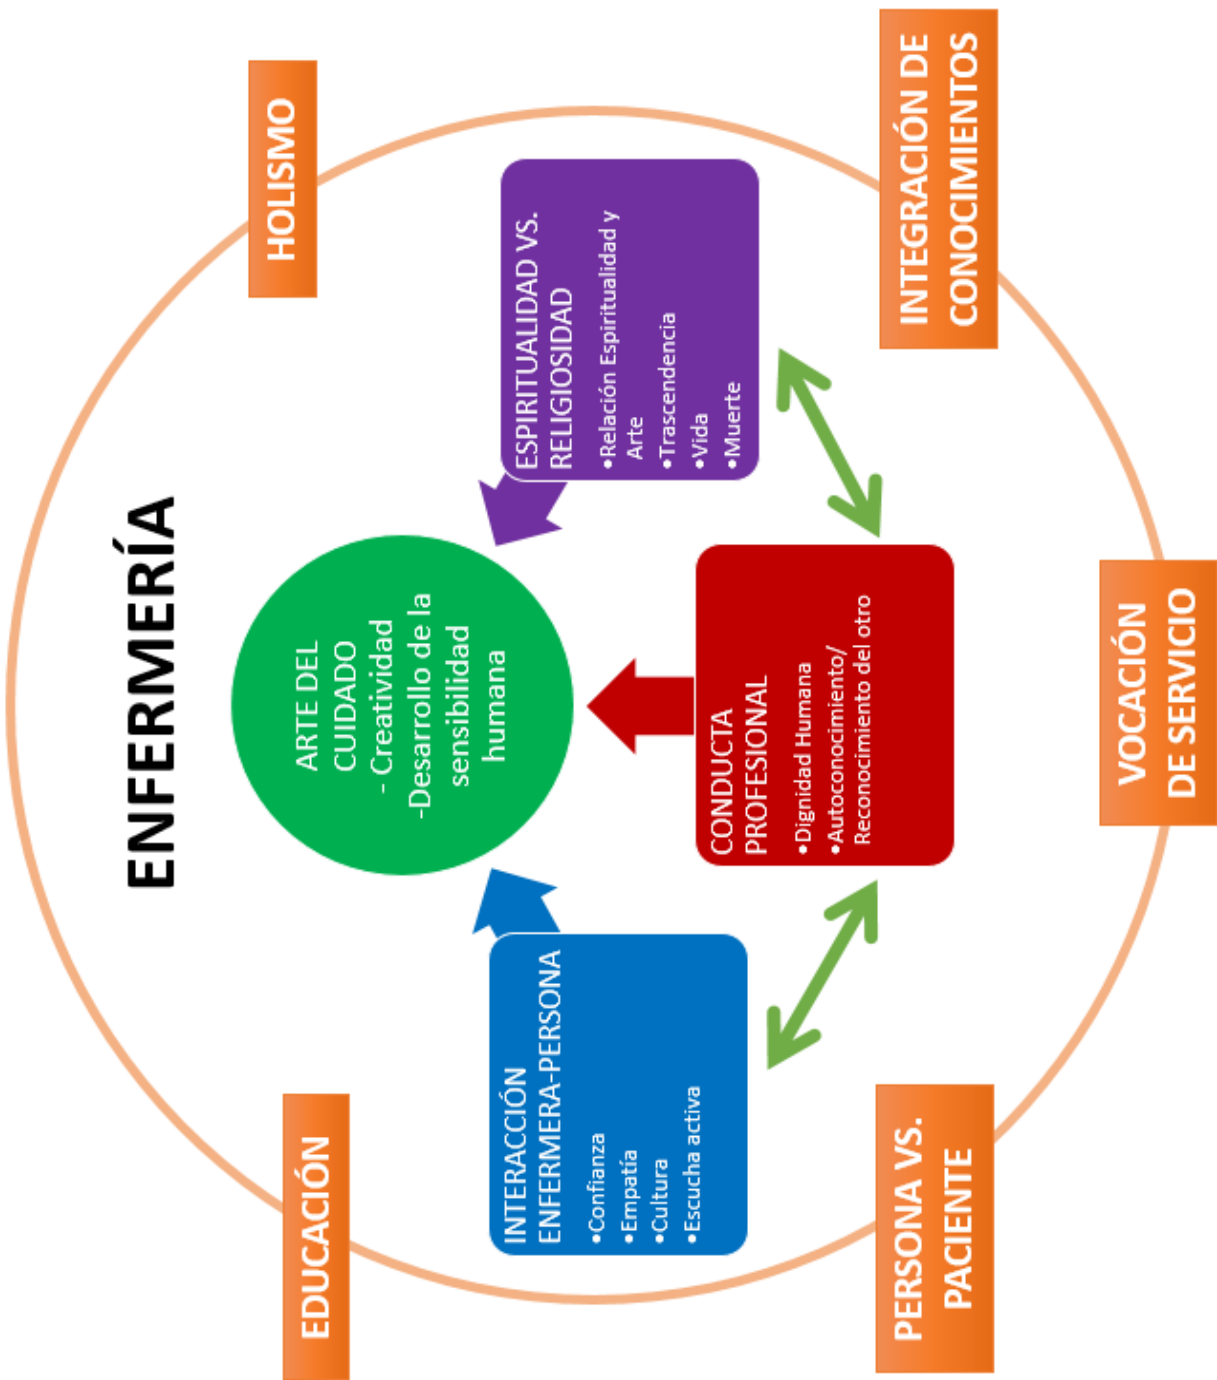 ENFERMERÍA
EDUCACIÓN
HOLISMO
ARTE DEL
CUIDADO
- Creatividad
-Desarrollo de la
sensibilidad
humana
INTERACCIÓN
ENFERMERA-PERSONA
•Confianza
•Empatía
•Cultura
•Escucha activa
ESPIRITUALIDAD VS.
RELIGIOSIDAD
•Relación Espiritualidad y
Arte
•Trascendencia
•Vida
•Muerte
CONDUCTA
PROFESIONAL
•Dignidad Humana
•Autoconocimiento/
Reconocimiento del otro
PERSONA VS.
PACIENTE
INTEGRACIÓN DE
CONOCIMIENTOS
VOCACIÓN
DE SERVICIO